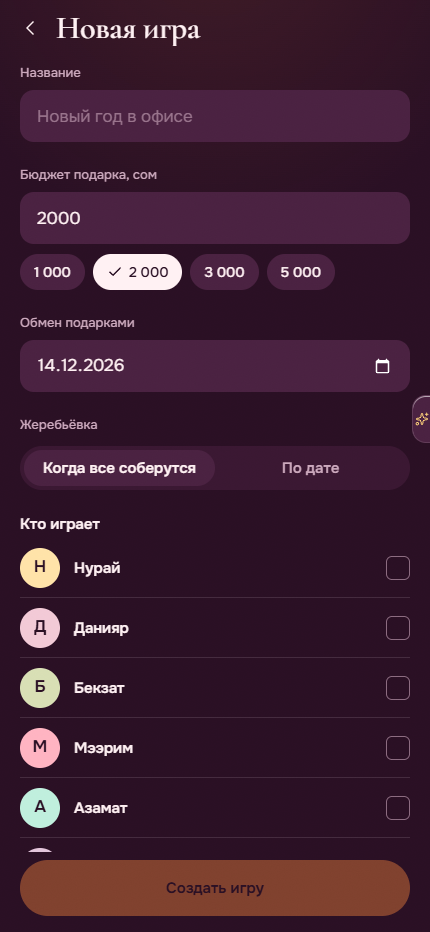 Новая игра
Название
Новый год в офисе
Бюджет подарка, сом
2000
1 000
2 000
3 000
5 000
Обмен подарками
14.12.2026
Жеребьёвка
Когда все соберутся
По дате
Кто играет
Н
Нурай
Д
Данияр
Б
Бекзат
М
Мээрим
А
Азамат
Создать игру